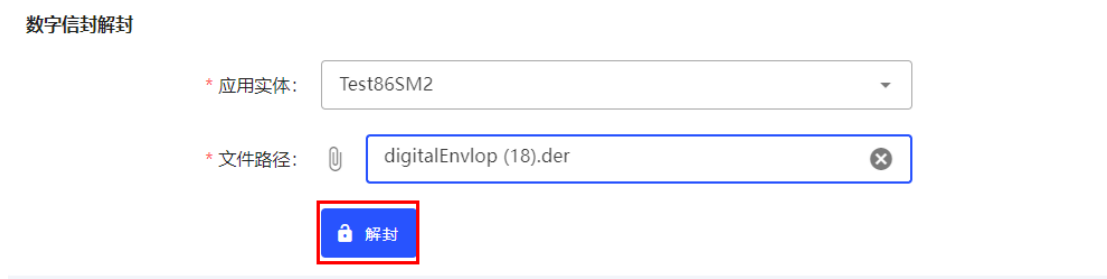 数字信封解封
* 应用实体： Test86SM2
* 文件路径： digitalEnvlop (18).der
解封